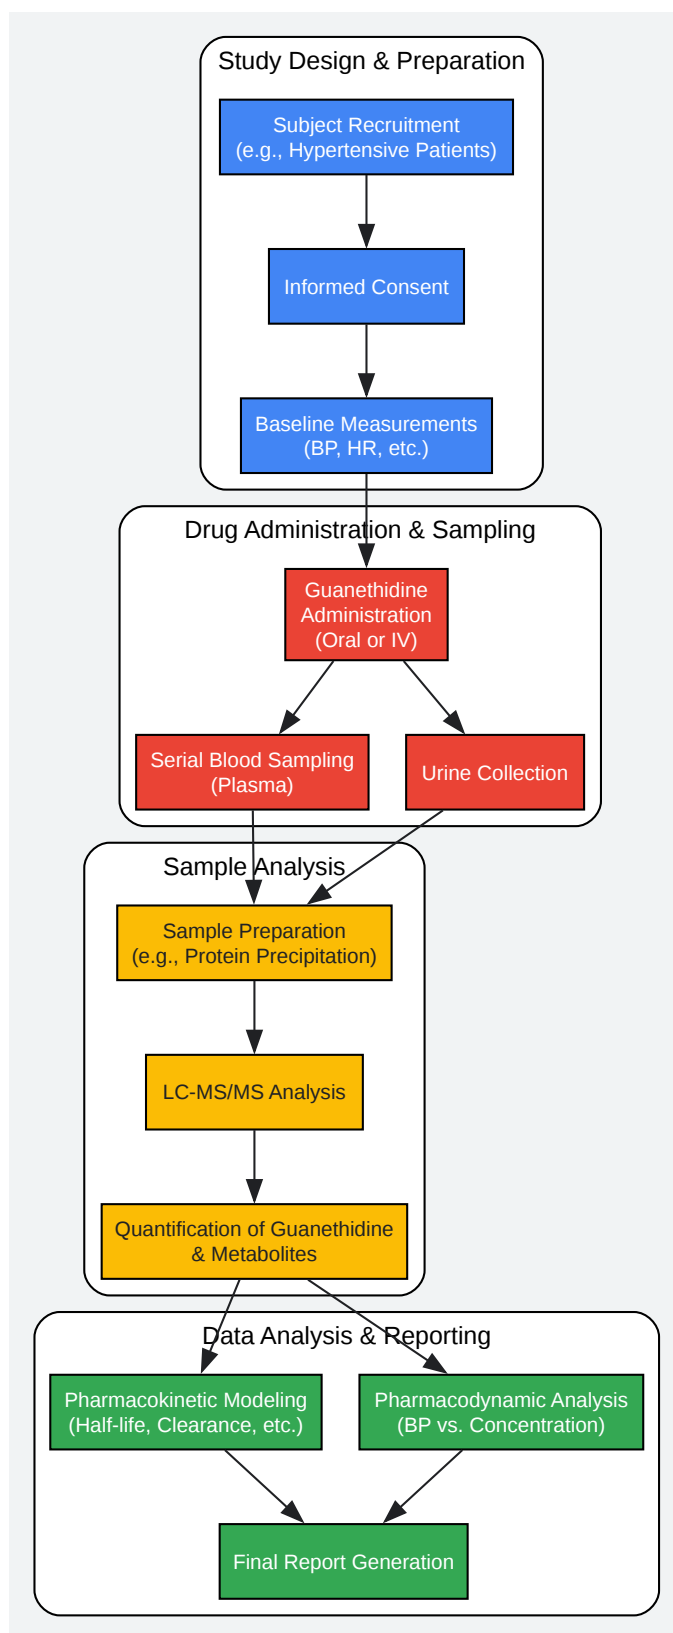 Study Design & Preparation
Subject Recruitment
(e.g., Hypertensive Patients)
Informed Consent
Baseline Measurements
(BP, HR, etc.)
Drug Administration & Sampling
Guanethidine
Administration
(Oral or IV)
Serial Blood Sampling
(Plasma)
Urine Collection
Sample Analysis
Sample Preparation
(e.g., Protein Precipitation)
LC-MS/MS Analysis
Quantification of Guanethidine
& Metabolites
Data Analysis & Reporting
Pharmacokinetic Modeling
(Half-life, Clearance, etc.)
Pharmacodynamic Analysis
(BP vs. Concentration)
Final Report Generation